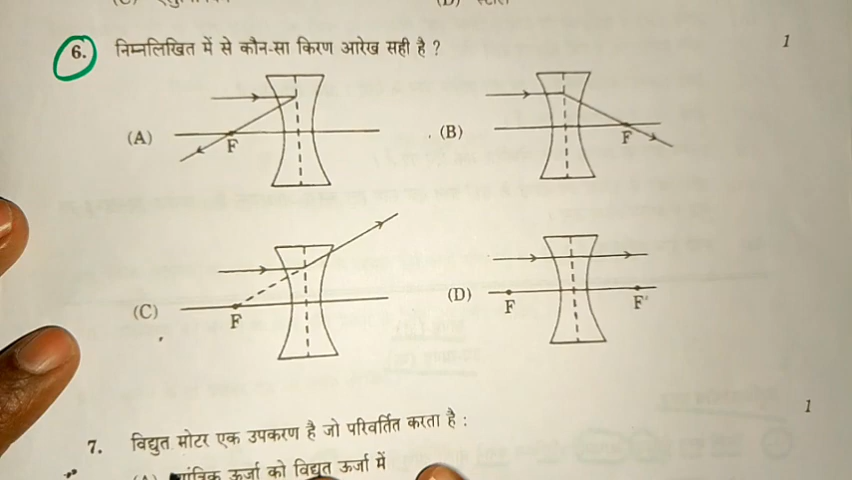 6. निम्नलिखित में से कौन-सा किरण आरेख सही है ? 1
(A) F
(B) F
(C) F
(D) F F'
1
7. विद्युत मोटर एक उपकरण है जो परिवर्तित करता है :
ऊर्जा को विद्युत ऊर्जा में